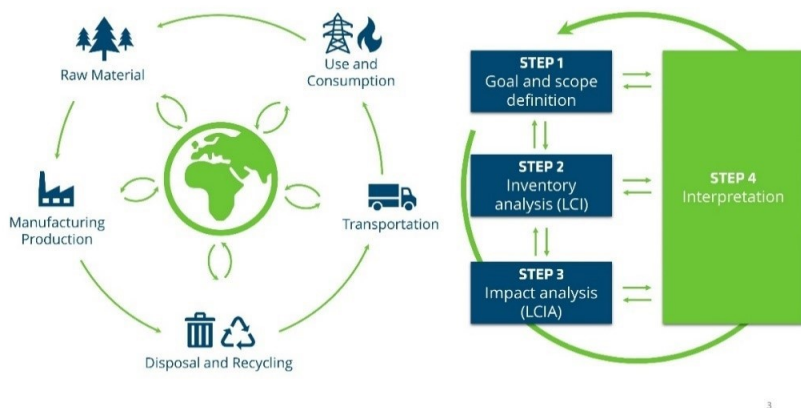 Raw Material
Use and
Consumption
Manufacturing
Production
Transportation
Disposal and Recycling
STEP 1
Goal and scope
definition
STEP 2
Inventory
analysis (LCI)
STEP 3
Impact analysis
(LCIA)
STEP 4
Interpretation
3